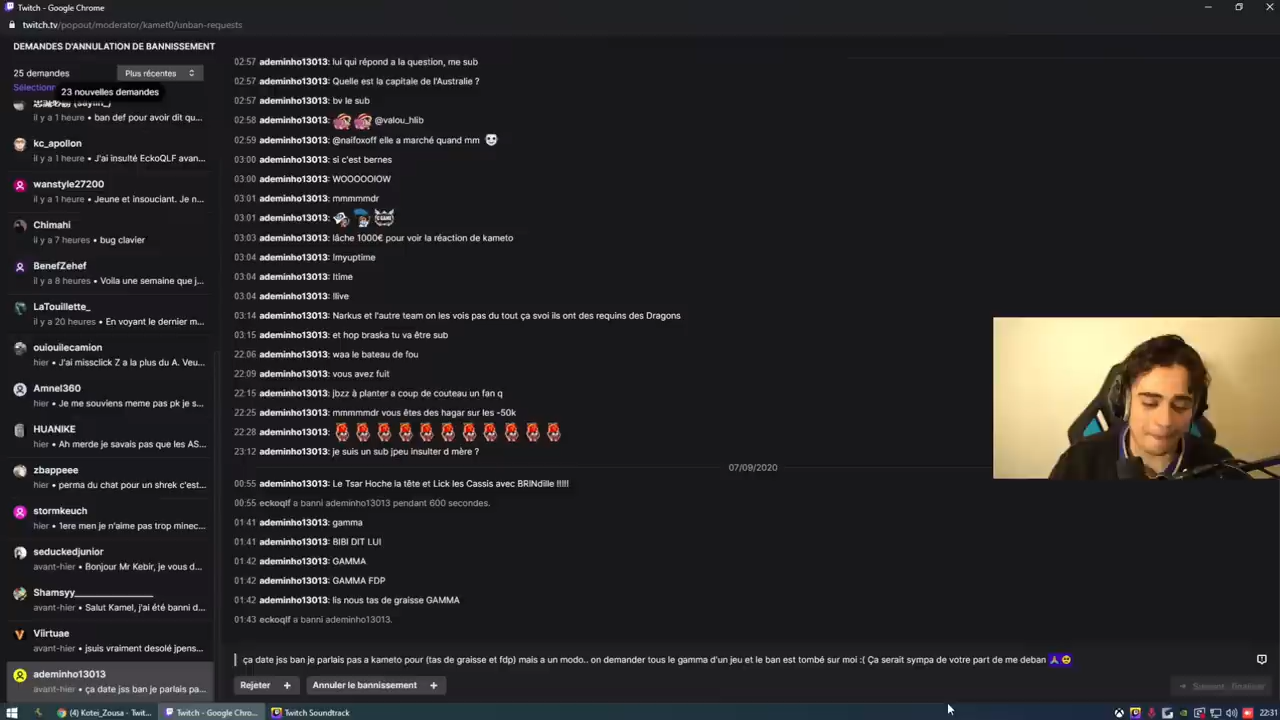 Twitch - Google Chrome
twitch.tv/popout/moderator/kamet0/unban-requests
DEMANDES D'ANNULATION DE BANNISSEMENT
25 demandes
Plus récentes
Sélection
23 nouvelles demandes
il y a 1 heure • ban def pour avoir dit qu...
kc_apollon
il y a 1 heure • J'ai insulté EckoQLF avan...
wanstyle27200
il y a 1 heure • Jeune et insouciant. Je n...
Chimahi
il y a 7 heures • bug clavier
BenefZehef
il y a 8 heures • Voila une semaine que j...
LaTouillette_
il y a 20 heures • En voyant le dernier m...
ouiouilecamion
hier • J'ai missclick Z a la plus du A. Veu...
Amnel360
hier • Je me souviens meme pas pk je s...
HUANIKE
hier • Ah merde je savais pas que les AS...
zbappeee
hier • perma du chat pour un shrek c'est...
stormkeuch
hier • 1ere men je n'aime pas trop minec...
seduckedjunior
avant-hier • Bonjour Mr Kebir, je vous d...
Shamsyy_______________
avant-hier • Salut Kamel, j'ai été banni d...
Viirtuae
avant-hier • jsuis vraiment desolé jpens...
ademinho13013
avant-hier • ça date jss ban je parlais pa...
02:57 ademinho13013: lui qui répond a la question, me sub
02:57 ademinho13013: Quelle est la capitale de l'Australie ?
02:57 ademinho13013: bv le sub
02:58 ademinho13013: @valou_hlib
02:59 ademinho13013: @naifoxoff elle a marché quand mm
03:00 ademinho13013: si c'est bernes
03:00 ademinho13013: WOOOOOIOW
03:01 ademinho13013: mmmmmdr
03:01 ademinho13013:
03:03 ademinho13013: lâche 1000€ pour voir la réaction de kameto
03:04 ademinho13013: !myuptime
03:04 ademinho13013: !time
03:04 ademinho13013: !live
03:14 ademinho13013: Narkus et l'autre team on les vois pas du tout ça svoi ils ont des requins des Dragons
03:15 ademinho13013: et hop braska tu va être sub
22:06 ademinho13013: waa le bateau de fou
22:09 ademinho13013: vous avez fuit
22:15 ademinho13013: jbzz à planter a coup de couteau un fan q
22:25 ademinho13013: mmmmmdr vous êtes des hagar sur les -50k
22:28 ademinho13013:
23:12 ademinho13013: je suis un sub jpeu insulter d mère ?
07/09/2020
00:55 ademinho13013: Le Tsar Hoche la tête et Lick les Cassis avec BRINdille !!!!!
00:55 eckoqlf a banni ademinho13013 pendant 600 secondes.
01:41 ademinho13013: gamma
01:41 ademinho13013: BIBI DIT LUI
01:42 ademinho13013: GAMMA
01:42 ademinho13013: GAMMA FDP
01:42 ademinho13013: lis nous tas de graisse GAMMA
01:43 eckoqlf a banni ademinho13013.
ça date jss ban je parlais pas a kameto pour (tas de graisse et fdp) mais a un modo.. on demander tous le gamma d'un jeu et le ban est tombé sur moi :( Ça serait sympa de votre part de me deban
Rejeter +
Annuler le bannissement +
(4) Kotei_Zousa - Twit...
Twitch - Google Chro...
Twitch Soundtrack
22:31